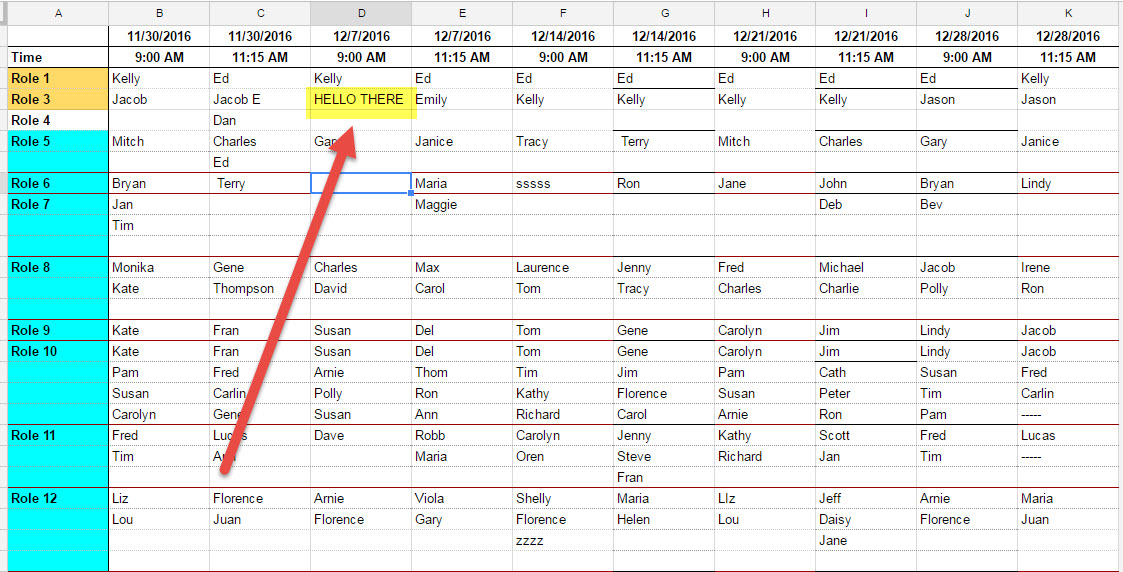 A B C D E F G H I J K
11/30/2016 11/30/2016 12/7/2016 12/7/2016 12/14/2016 12/14/2016 12/21/2016 12/21/2016 12/28/2016 12/28/2016
Time 9:00 AM 11:15 AM 9:00 AM 11:15 AM 9:00 AM 11:15 AM 9:00 AM 11:15 AM 9:00 AM 11:15 AM
Role 1 Kelly Ed Kelly Ed Ed Ed Ed Ed Ed Kelly
Role 3 Jacob Jacob E HELLO THERE Emily Kelly Kelly Kelly Kelly Jason Jason
Role 4 Dan
Role 5 Mitch Charles Janice Tracy Terry Mitch Charles Gary Janice
Ed
Role 6 Bryan Terry Maria sssss Ron Jane John Bryan Lindy
Role 7 Jan Maggie Deb Bev
Tim
Role 8 Monika Gene Charles Max Laurence Jenny Fred Michael Jacob Irene
Kate Thompson David Carol Tom Tracy Charles Charlie Polly Ron
Role 9 Kate Fran Susan Del Tom Gene Carolyn Jim Lindy Jacob
Role 10 Kate Fran Susan Del Tom Gene Carolyn Jim Lindy Jacob
Pam Fred Arnie Thom Tim Jim Pam Cath Susan Fred
Susan Carlin Polly Ron Kathy Florence Susan Peter Tim Carlin
Carolyn Gene Susan Ann Richard Carol Arnie Ron Pam -----
Role 11 Fred Lucas Dave Robb Carolyn Jenny Kathy Scott Fred Lucas
Tim Maria Oren Steve Richard Jan Tim -----
Fran
Role 12 Liz Florence Arnie Viola Shelly Maria LIz Jeff Arnie Maria
Lou Juan Florence Gary Florence Helen Lou Daisy Florence Juan
zzzz Jane